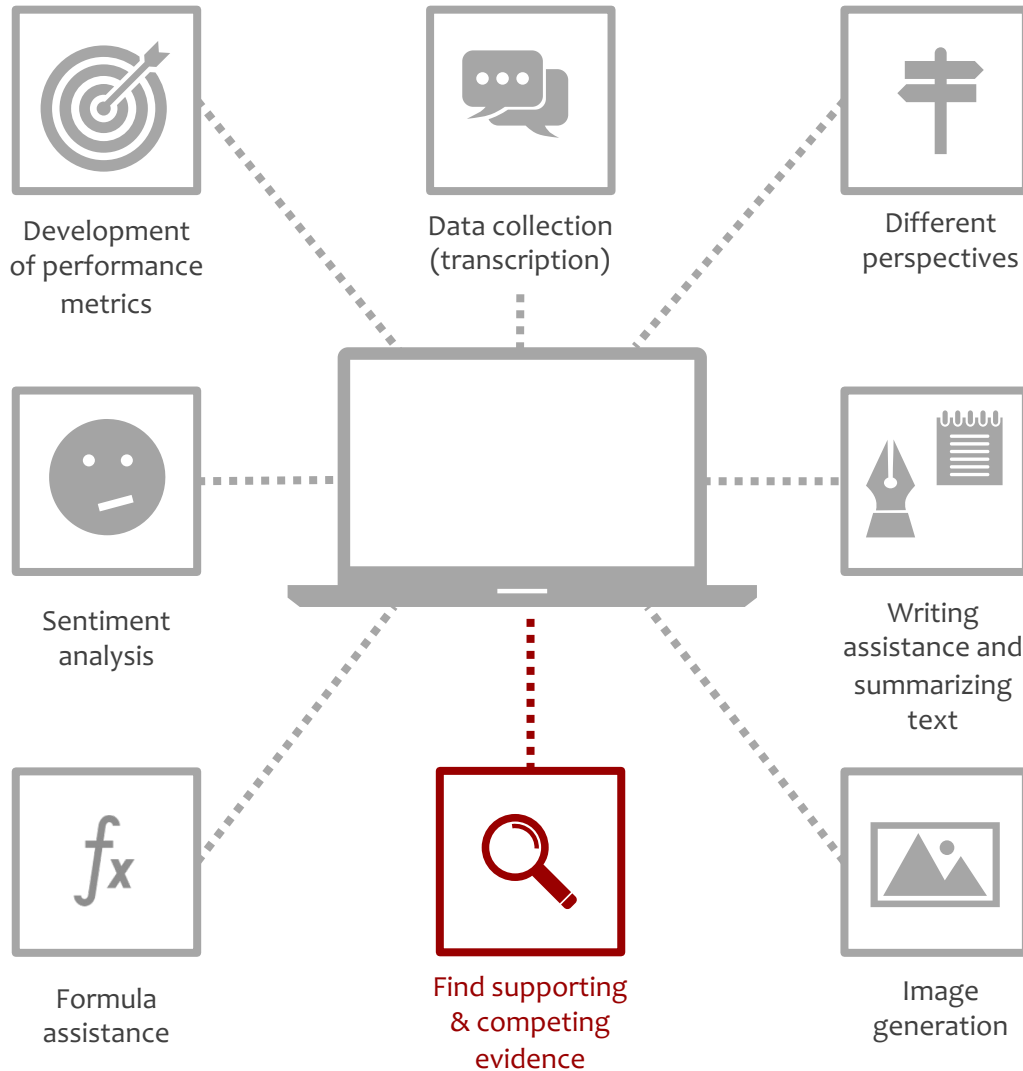 Development
of performance
metrics
Data collection
(transcription)
Different
perspectives
Sentiment
analysis
Writing
assistance and
summarizing
text
fx
Formula
assistance
Find supporting
& competing
evidence
Image
generation